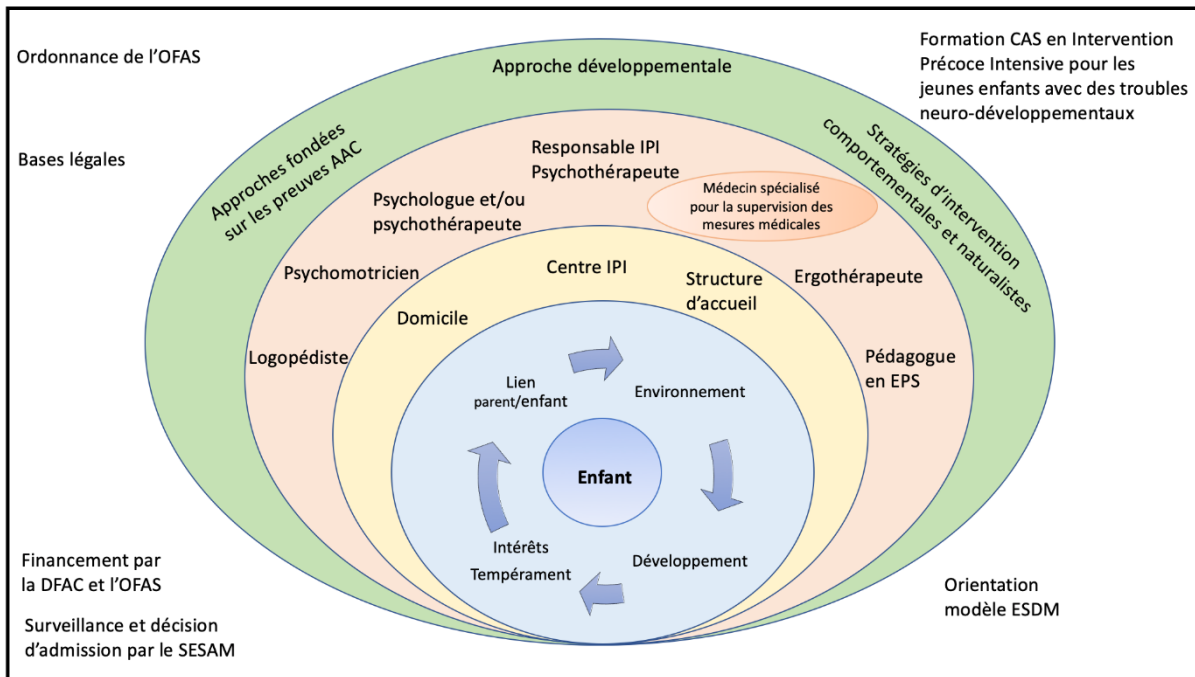 Ordonnance de l’OFAS
Formation CAS en Intervention
Précoce Intensive pour les
jeunes enfants avec des troubles
neuro-développementaux
Approche développementale
Bases légales
Approches fondées
sur les preuves AAC
Stratégies d’intervention
comportementales et naturalistes
Responsable IPI
Psychothérapeute
Médecin spécialisé
pour la supervision des
mesures médicales
Psychologue et/ou
psychothérapeute
Psychomotricien
Ergothérapeute
Logopédiste
Pédagogue
en EPS
Centre IPI
Structure
d’accueil
Domicile
Lien
parent/enfant
Environnement
Enfant
Intérêts
Tempérament
Développement
Financement par
la DFAC et l’OFAS
Surveillance et décision
d’admission par le SESAM
Orientation
modèle ESDM